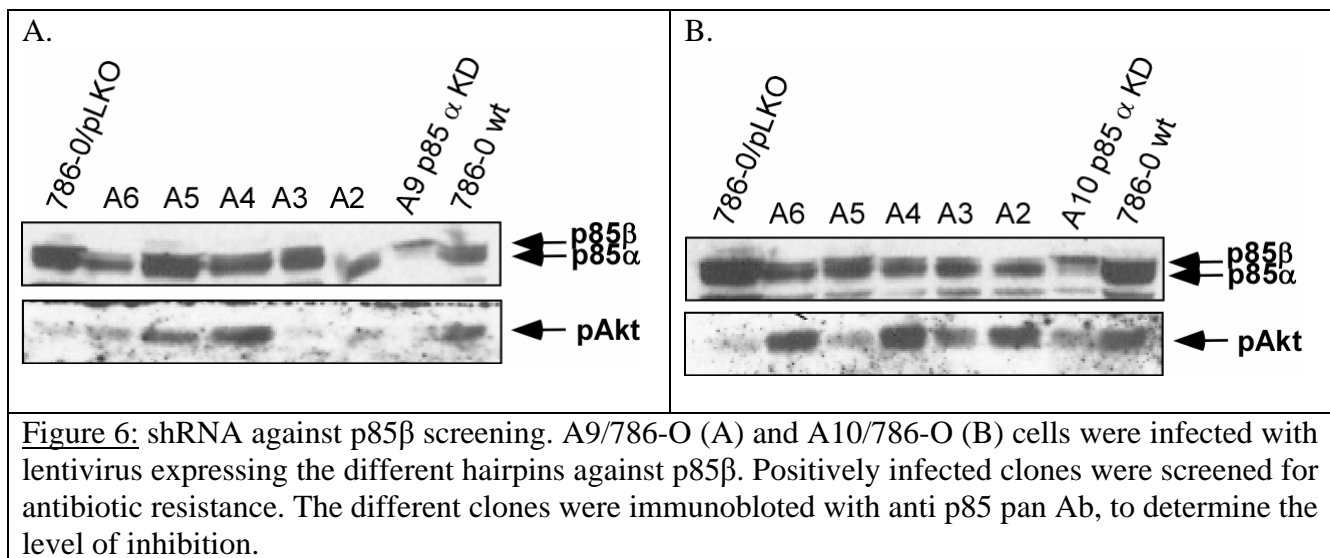 A.
786-0/pLKO
A6
A5
A4
A3
A2
A9 p85 α KD
786-0 wt
p85β
p85α
pAkt
B.
786-0/pLKO
A6
A5
A4
A3
A2
A10 p85 α KD
786-0 wt
p85β
p85α
pAkt
Figure 6: shRNA against p85β screening. A9/786-O (A) and A10/786-O (B) cells were infected with
lentivirus expressing the different hairpins against p85β. Positively infected clones were screened for
antibiotic resistance. The different clones were immunobloted with anti p85 pan Ab, to determine the
level of inhibition.